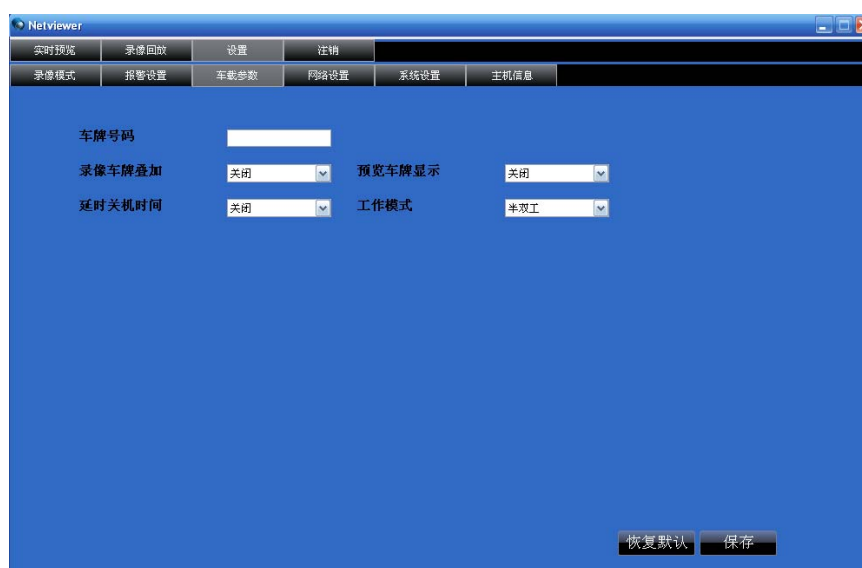 Netviewer
实时预览 录像回放 设置 注销
录像模式 报警设置 车载参数 网络设置 系统设置 主机信息
车牌号码
录像车牌叠加 关闭 预览车牌显示 关闭
延时关机时间 关闭 工作模式 半双工
恢复默认 保存